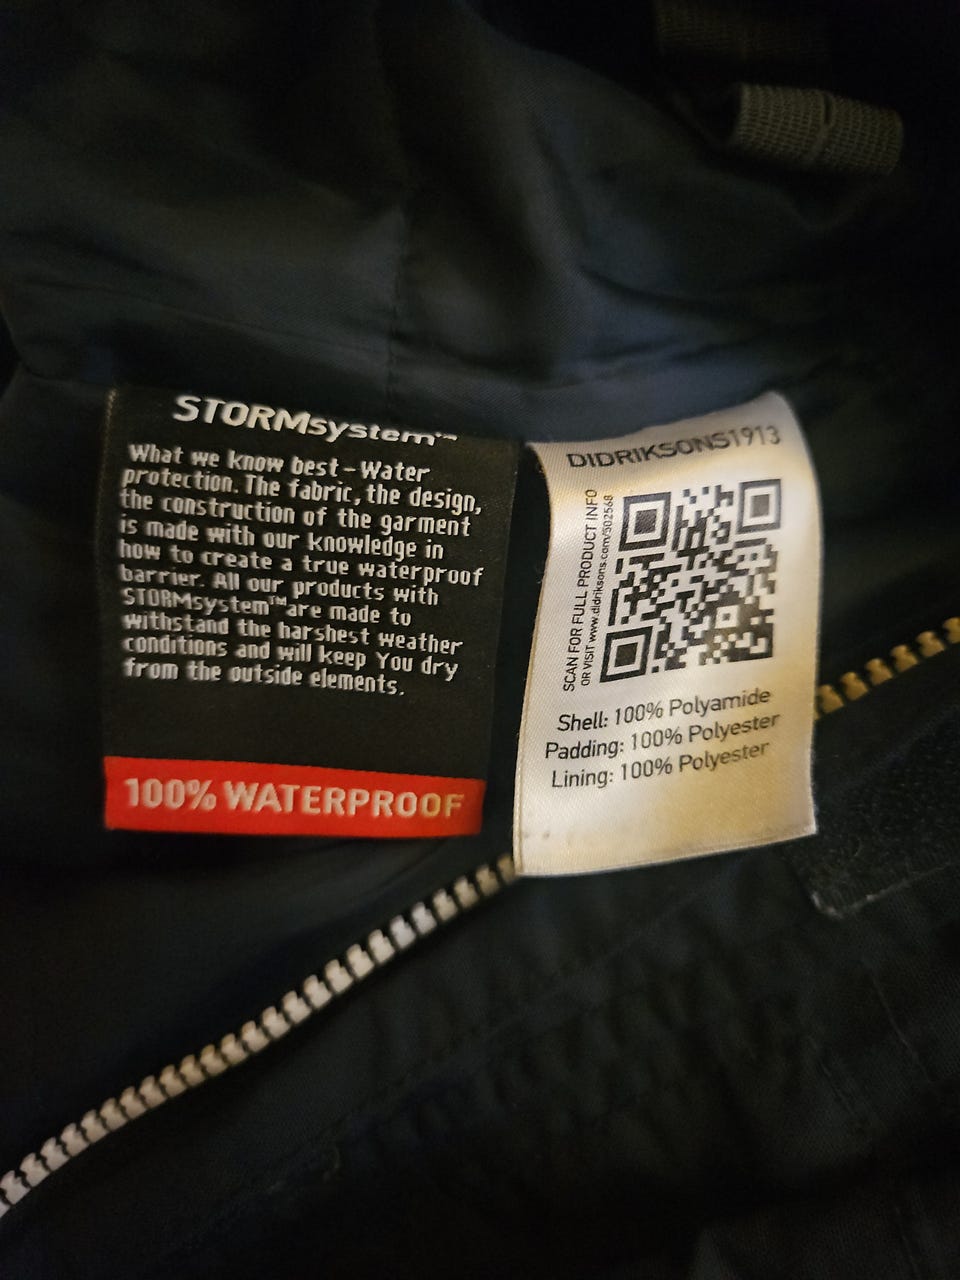 STORMsystem™
What we know best – Water
protection. The fabric, the design,
the construction of the garment
is made with our knowledge in
how to create a true waterproof
barrier. All our products with
STORMsystem™ are made to
withstand the harshest weather
conditions and will keep You dry
from the outside elements.
100% WATERPROOF
DIDRIKSONS1913
SCAN FOR FULL PRODUCT INFO
OR VISIT www.didriksons.com/502568
Shell: 100% Polyamide
Padding: 100% Polyester
Lining: 100% Polyester